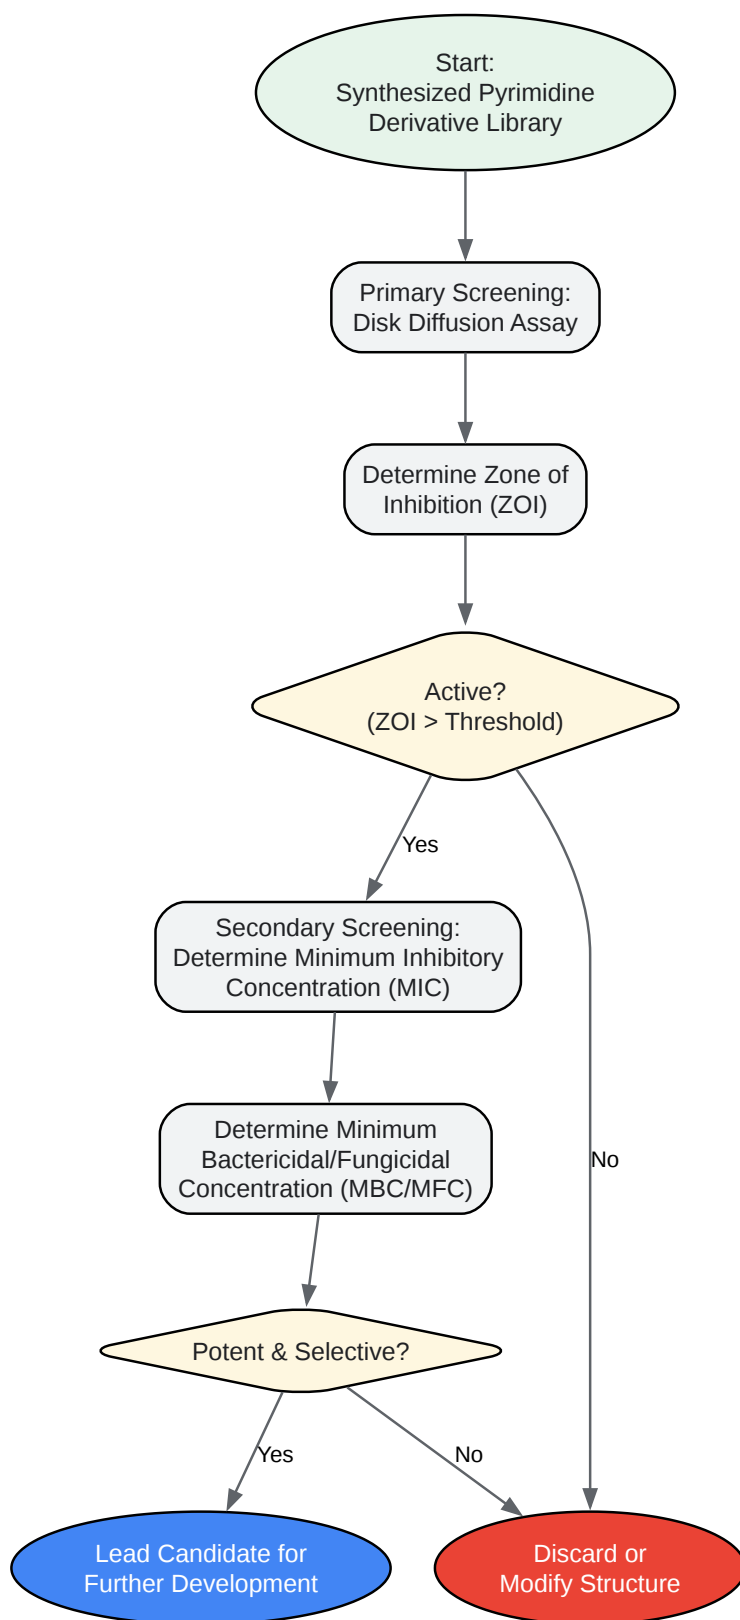 Start:
Synthesized Pyrimidine
Derivative Library
Primary Screening:
Disk Diffusion Assay
Determine Zone of
Inhibition (ZOI)
Active?
(ZOI > Threshold)
Yes
Secondary Screening:
Determine Minimum Inhibitory
Concentration (MIC)
Determine Minimum
Bactericidal/Fungicidal
Concentration (MBC/MFC)
No
Potent & Selective?
Yes
No
Lead Candidate for
Further Development
Discard or
Modify Structure